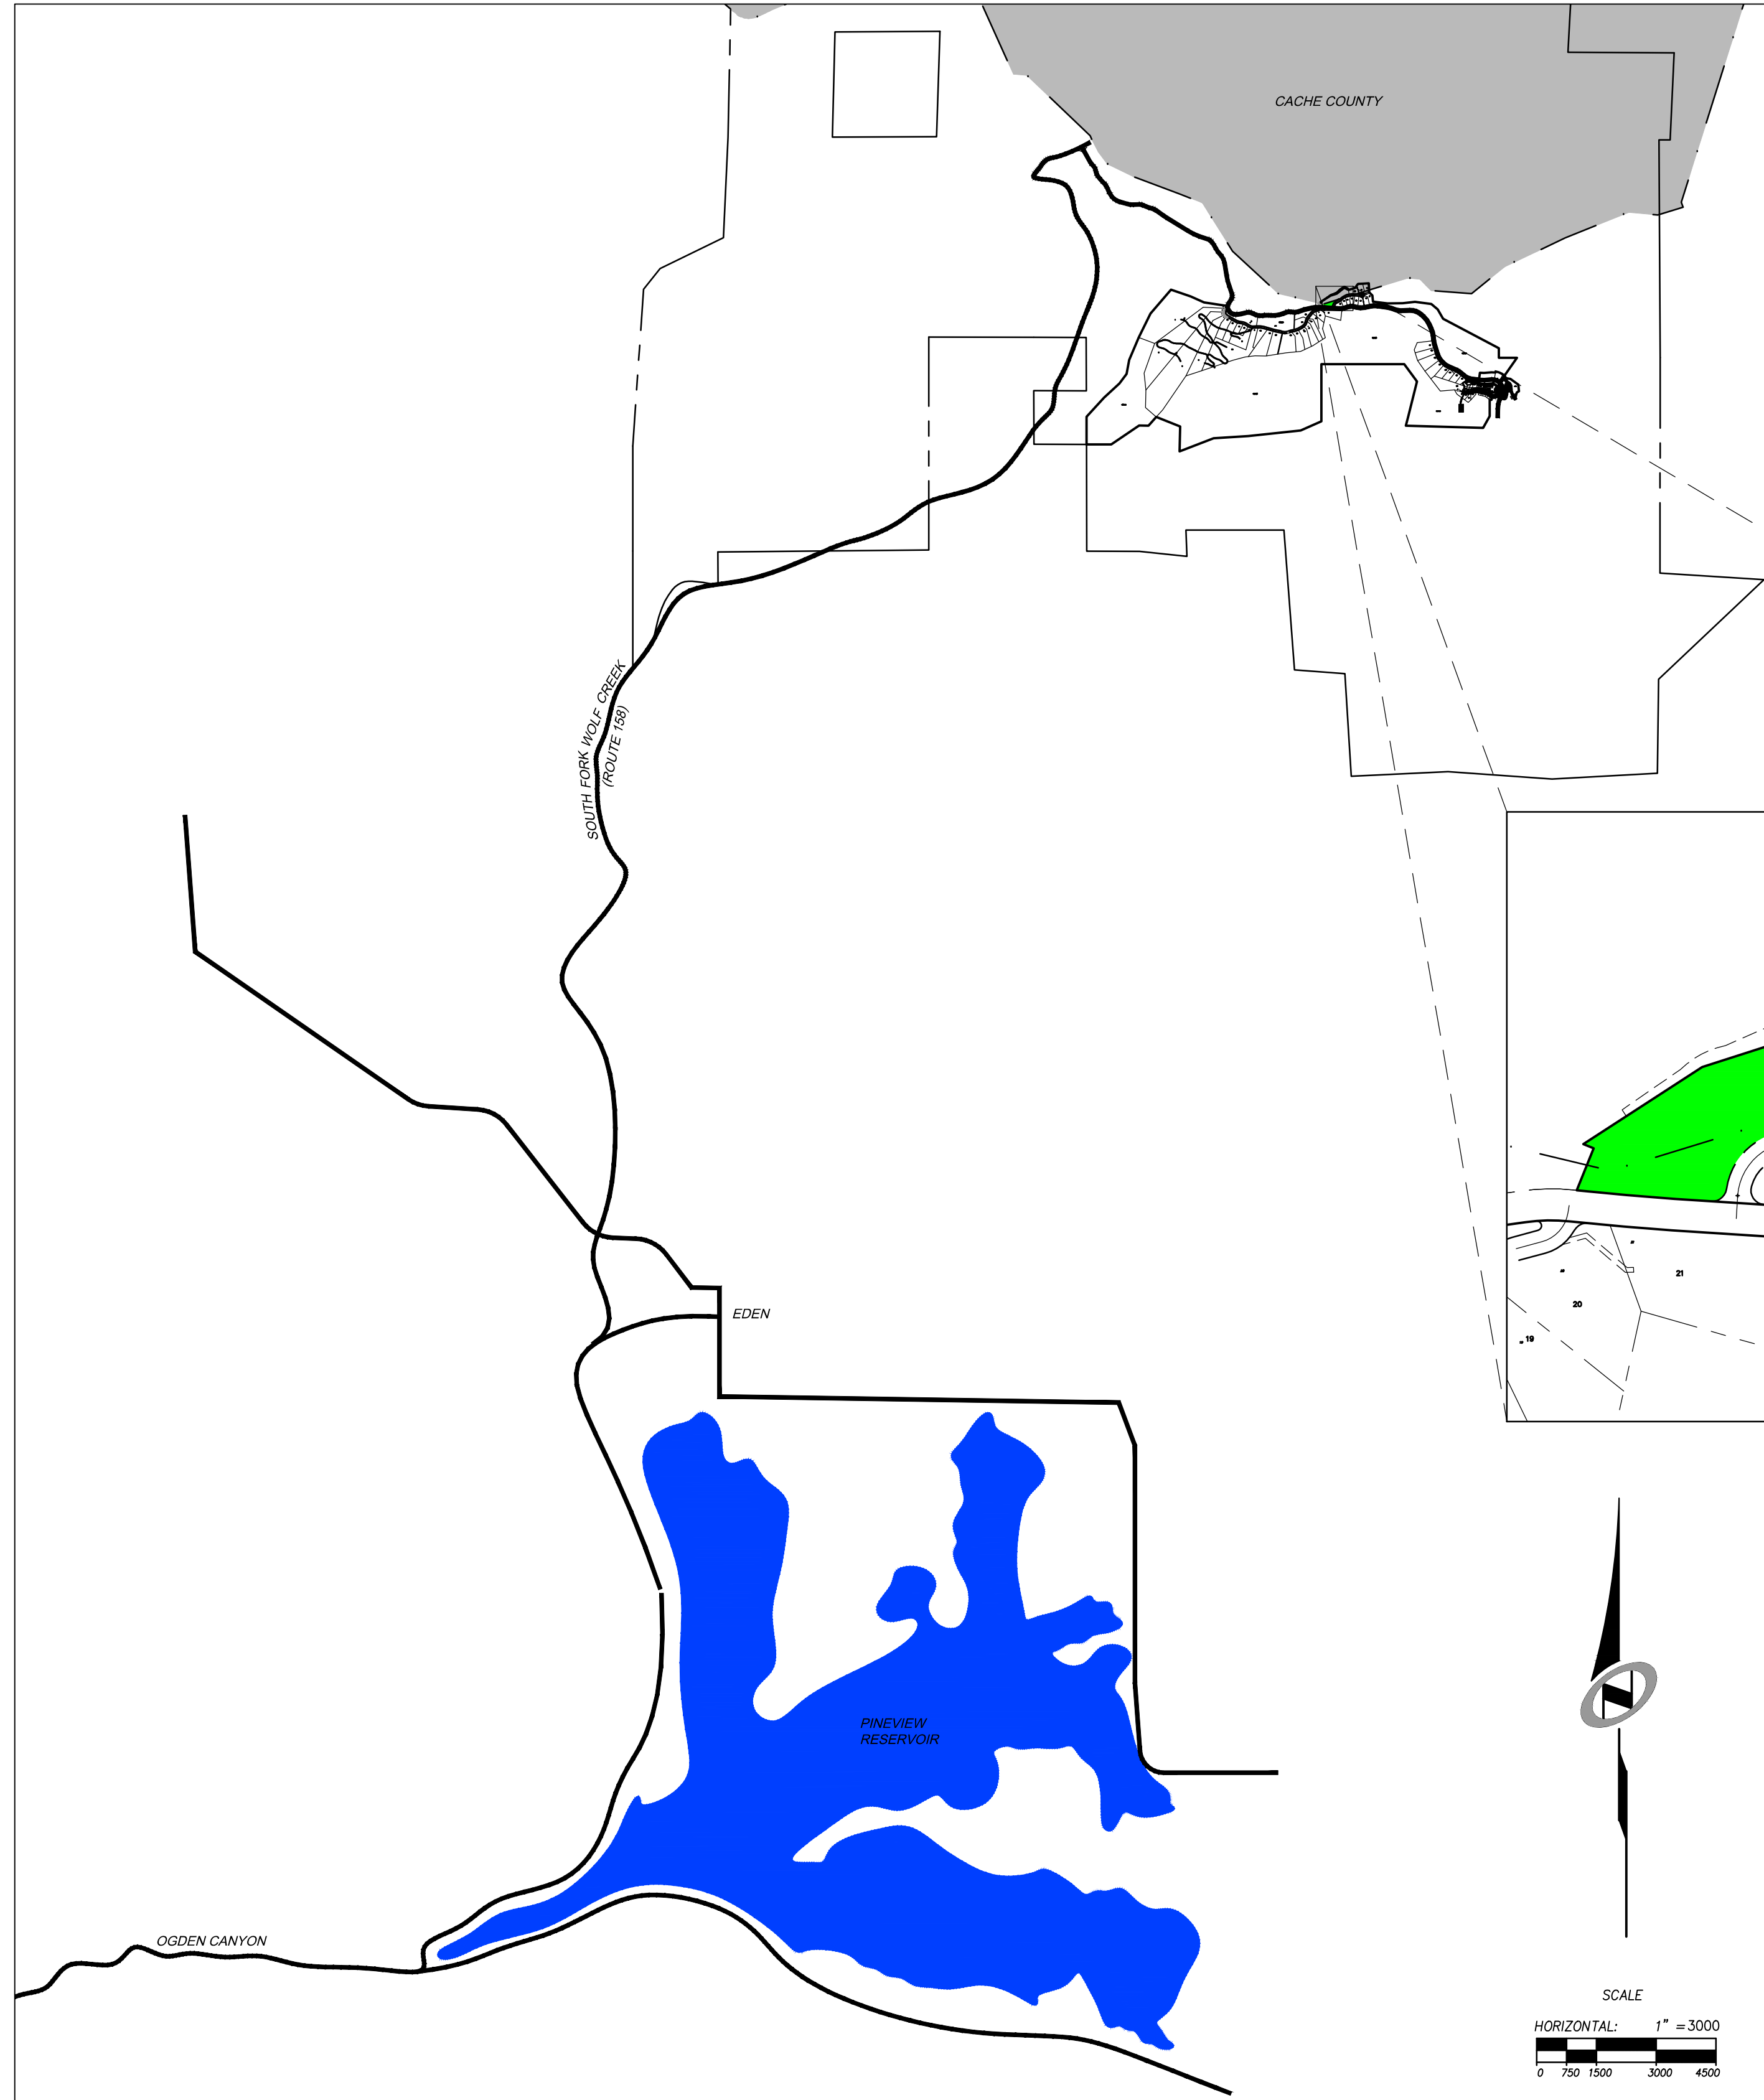 CACHE COUNTY
SOUTH FORK WOLF CREEK
(ROUTE 158)
21
20
19
EDEN
PINEVIEW
RESERVOIR
OGDEN CANYON
SCALE
HORIZONTAL: 1" = 3000
0 750 1500 3000 4500